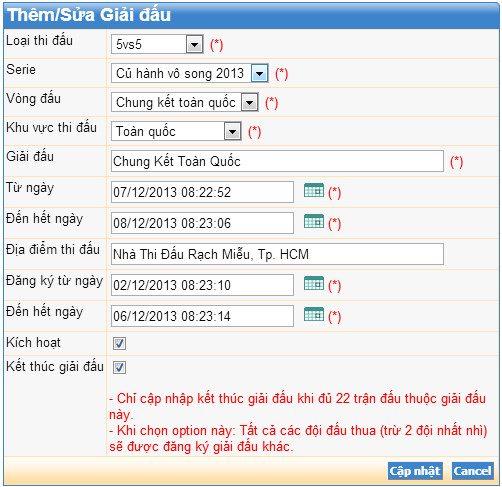 Thêm/Sửa Giải đấu
Loại thi đấu 5vs5 (*)
Serie Củ hành vô song 2013 (*)
Vòng đấu Chung kết toàn quốc (*)
Khu vực thi đấu Toàn quốc (*)
Giải đấu Chung Kết Toàn Quốc (*)
Từ ngày 07/12/2013 08:22:52 (*)
Đến hết ngày 08/12/2013 08:23:06 (*)
Địa điểm thi đấu Nhà Thi Đấu Rạch Miễu, Tp. HCM
Đăng ký từ ngày 02/12/2013 08:23:10 (*)
Đến hết ngày 06/12/2013 08:23:14 (*)
Kích hoạt
Kết thúc giải đấu
- Chỉ cập nhập kết thúc giải đấu khi đủ 22 trận đấu thuộc giải đấu
này.
- Khi chọn option này: Tất cả các đội đấu thua (trừ 2 đội nhất nhì)
sẽ được đăng ký giải đấu khác.
Cập nhật Cancel